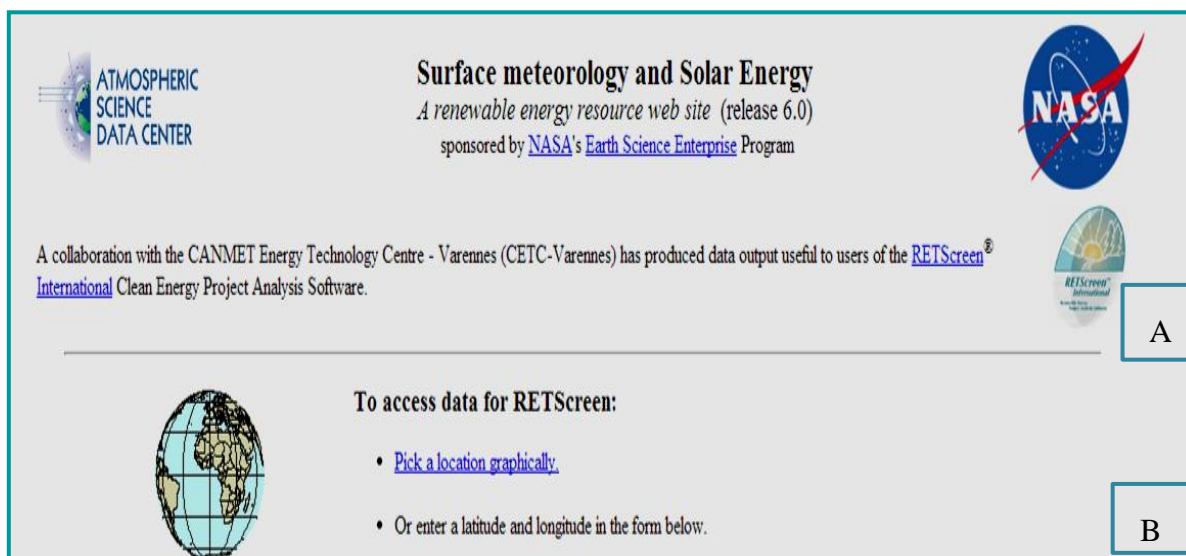 ATMOSPHERIC
SCIENCE
DATA CENTER
Surface meteorology and Solar Energy
A renewable energy resource web site (release 6.0)
sponsored by NASA's Earth Science Enterprise Program
NASA
A collaboration with the CANMET Energy Technology Centre - Varennes (CETC-Varennes) has produced data output useful to users of the RETScreen®
International Clean Energy Project Analysis Software.
RETScreen™
International
A
To access data for RETScreen:
• Pick a location graphically.
• Or enter a latitude and longitude in the form below.
B